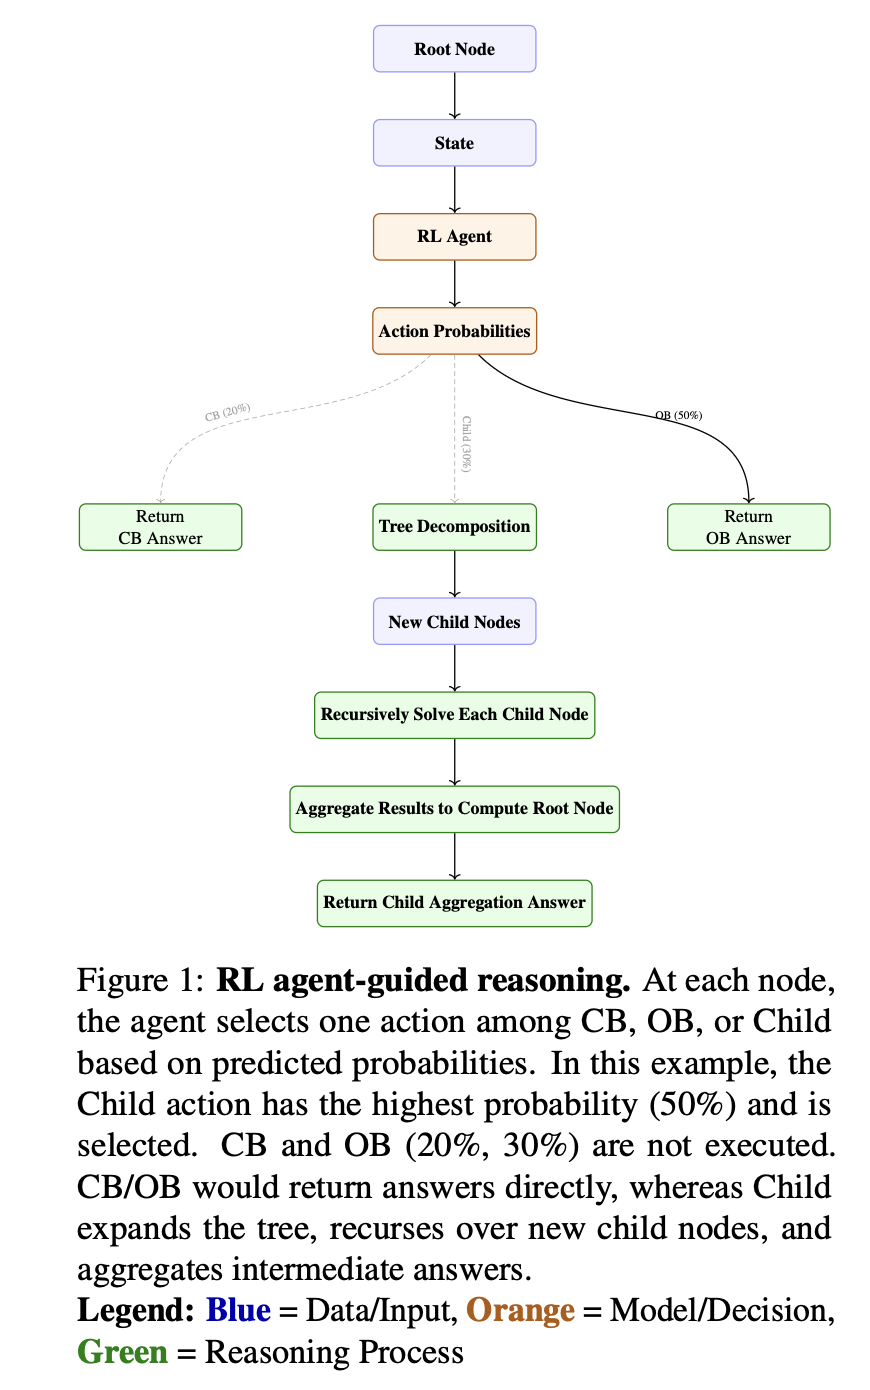 Root Node
State
RL Agent
Action Probabilities
CB (20%)
Child (30%)
OB (50%)
Return
CB Answer
Tree Decomposition
Return
OB Answer
New Child Nodes
Recursively Solve Each Child Node
Aggregate Results to Compute Root Node
Return Child Aggregation Answer
Figure 1: RL agent-guided reasoning. At each node,
the agent selects one action among CB, OB, or Child
based on predicted probabilities. In this example, the
Child action has the highest probability (50%) and is
selected. CB and OB (20%, 30%) are not executed.
CB/OB would return answers directly, whereas Child
expands the tree, recurses over new child nodes, and
aggregates intermediate answers.
Legend: Blue = Data/Input, Orange = Model/Decision,
Green = Reasoning Process